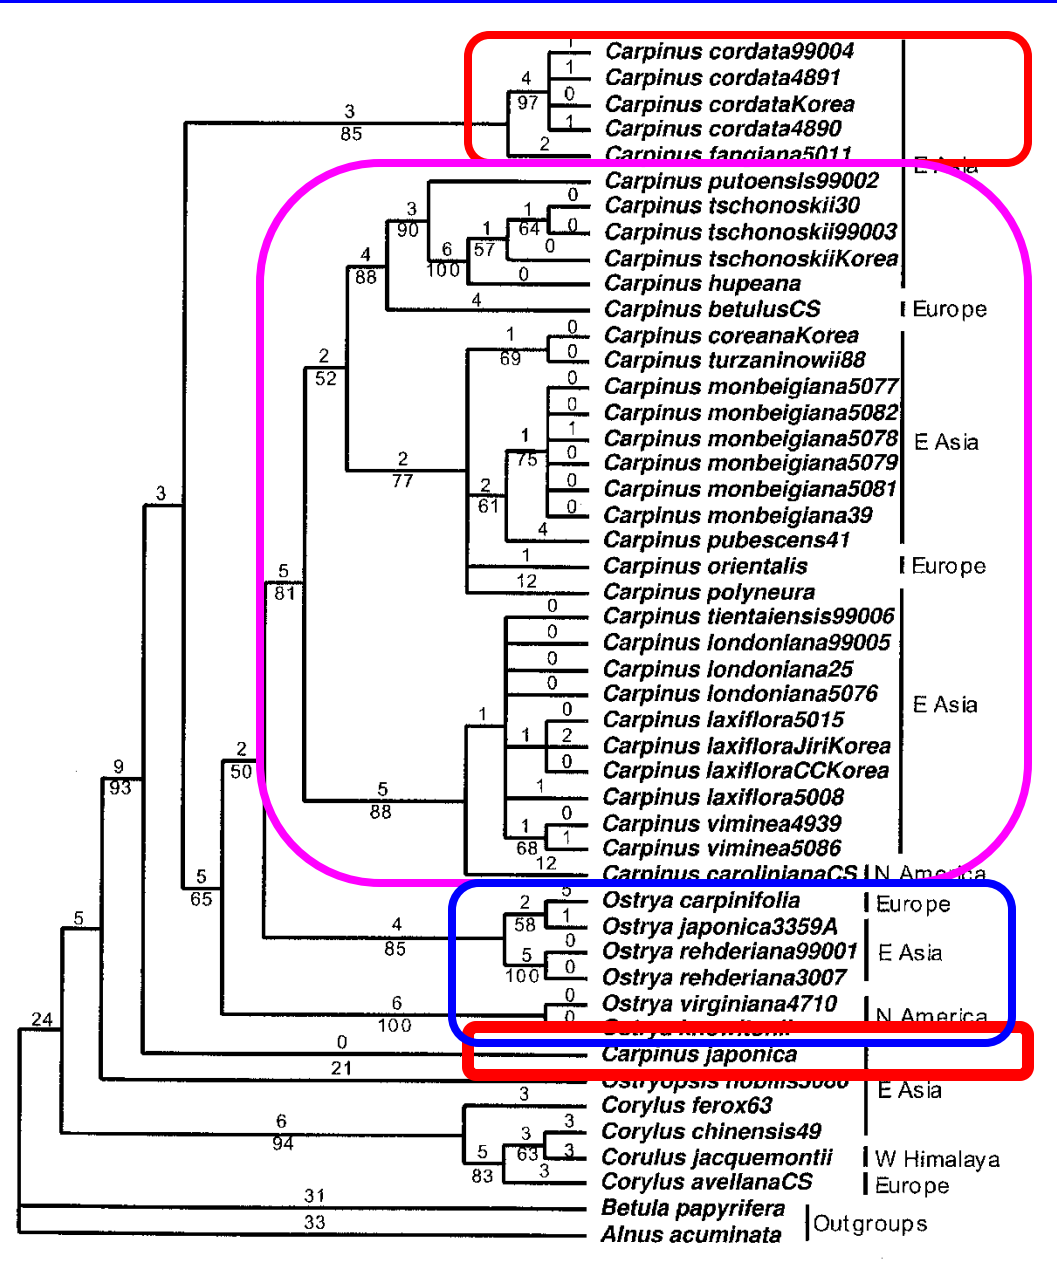 Carpinus cordata99004
1
Carpinus cordata4891
4
0
97
Carpinus cordataKorea
3
1
Carpinus cordata4890
85
2
Carpinus fangiana5011
E Asia
Carpinus putoensis99002
0
3
1
Carpinus tschonoskii30
90
1
64
0
Carpinus tschonoskii99003
4
6
57
0
Carpinus tschonoskiiKorea
88
100
0
Carpinus hupeana
4
Carpinus betulusCS
Europe
1
0
Carpinus coreanaKorea
2
69
0
Carpinus turzaninowii88
52
0
Carpinus monbeigiana5077
0
Carpinus monbeigiana5082
1
1
Carpinus monbeigiana5078
E Asia
2
75
0
Carpinus monbeigiana5079
77
2
0
Carpinus monbeigiana5081
3
61
0
Carpinus monbeigiana39
4
Carpinus pubescens41
1
Carpinus orientalis
Europe
5
12
Carpinus polyneura
81
0
Carpinus tientaiensis99006
0
Carpinus londoniana99005
0
Carpinus londoniana25
0
Carpinus londoniana5076
E Asia
1
0
Carpinus laxiflora5015
2
1
2
Carpinus laxifloraJiriKorea
9
50
0
Carpinus laxifloraCCKorea
93
5
1
Carpinus laxiflora5008
88
1
0
Carpinus viminea4939
68
1
Carpinus viminea5086
5
12
Carpinus carolinianaCS
N America
65
2
5
Ostrya carpinifolia
Europe
5
4
58
1
Ostrya japonica3359A
85
5
0
Ostrya rehderiana99001
E Asia
100
0
Ostrya rehderiana3007
6
0
Ostrya virginiana4710
24
100
0
N America
0
Carpinus japonica
21
Ostryopsis nobilis5086
E Asia
3
Corylus ferox63
6
3
3
Corylus chinensis49
94
5
63
3
Corulus jacquemontii
W Himalaya
83
3
Corylus avellanaCS
Europe
31
Betula papyrifera
33
Outgroups
Alnus acuminata